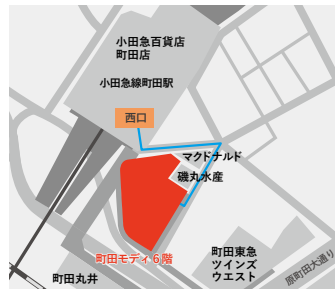 小田急百貨店
町田店
小田急線町田駅
西口
マクドナルド
磯丸水産
町田モディ6階
町田東急
ツインズ
ウエスト
原町田大通り
町田丸井